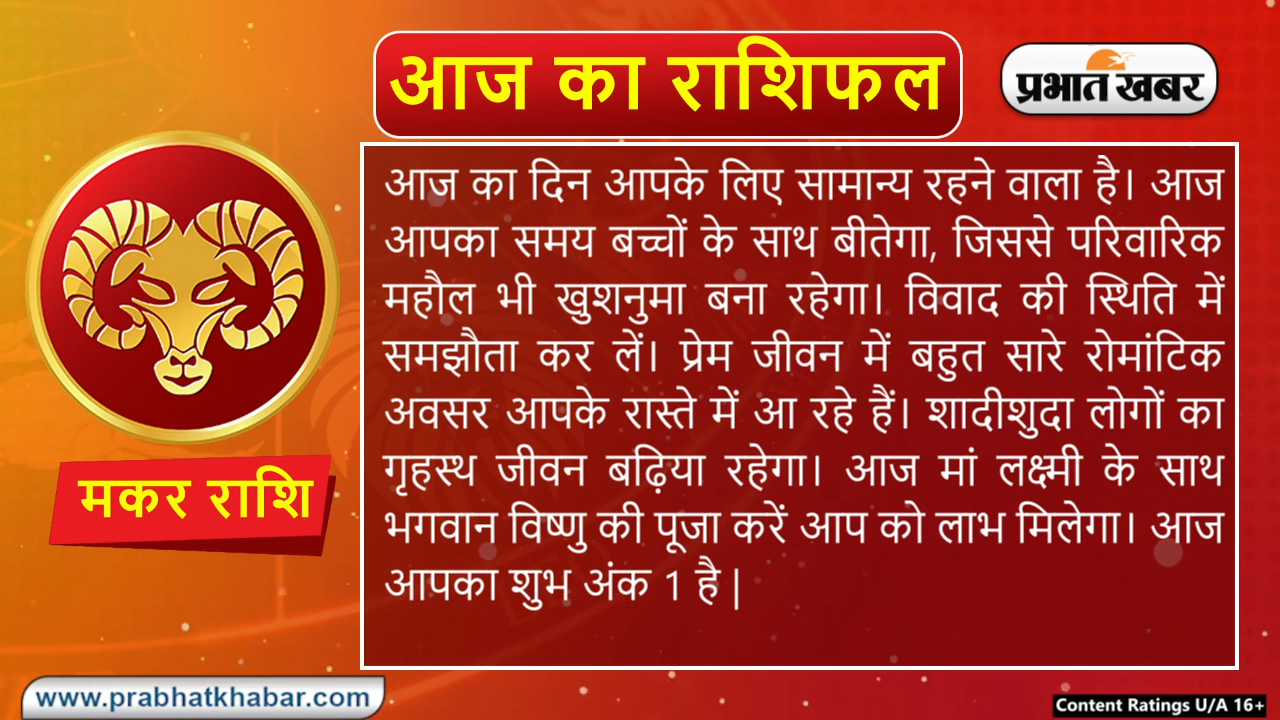 आज का राशिफल
प्रभात खबर
आज का दिन आपके लिए सामान्य रहने वाला है। आज
आपका समय बच्चों के साथ बीतेगा, जिससे परिवारिक
महौल भी खुशनुमा बना रहेगा। विवाद की स्थिति में
समझौता कर लें। प्रेम जीवन में बहुत सारे रोमांटिक
अवसर आपके रास्ते में आ रहे हैं। शादीशुदा लोगों का
गृहस्थ जीवन बढ़िया रहेगा। आज मां लक्ष्मी के साथ
भगवान विष्णु की पूजा करें आप को लाभ मिलेगा। आज
आपका शुभ अंक 1 है |
मकर राशि
www.prabhatkhabar.com
Content Ratings U/A 16+